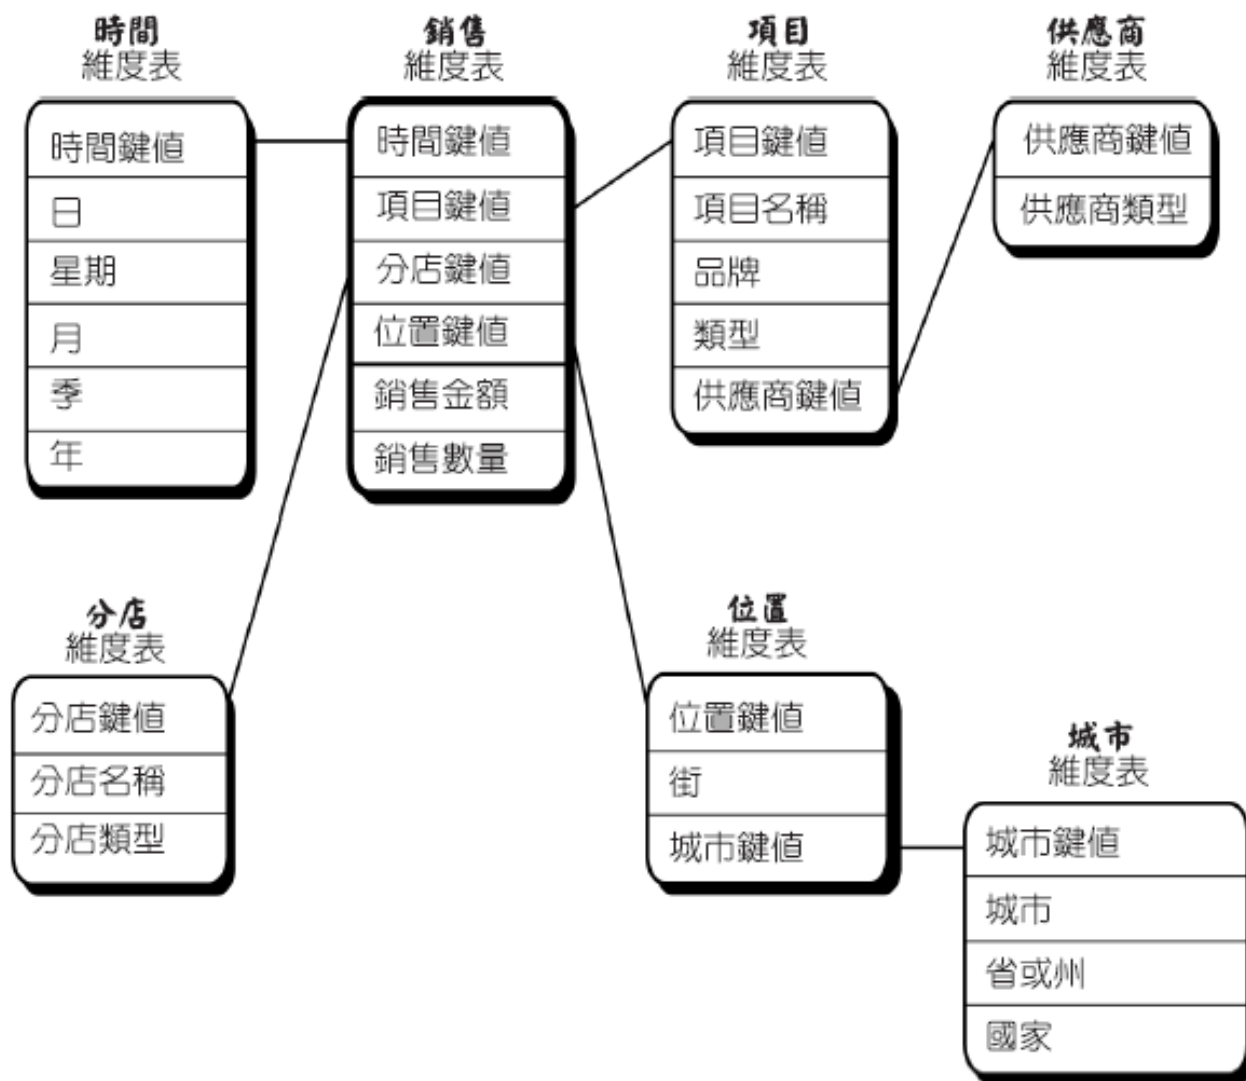 時間
維度表
時間鍵值
日
星期
月
季
年
銷售
維度表
時間鍵值
項目鍵值
分店鍵值
位置鍵值
銷售金額
銷售數量
項目
維度表
項目鍵值
項目名稱
品牌
類型
供應商鍵值
供應商
維度表
供應商鍵值
供應商類型
分店
維度表
分店鍵值
分店名稱
分店類型
位置
維度表
位置鍵值
街
城市鍵值
城市
維度表
城市鍵值
城市
省或州
國家